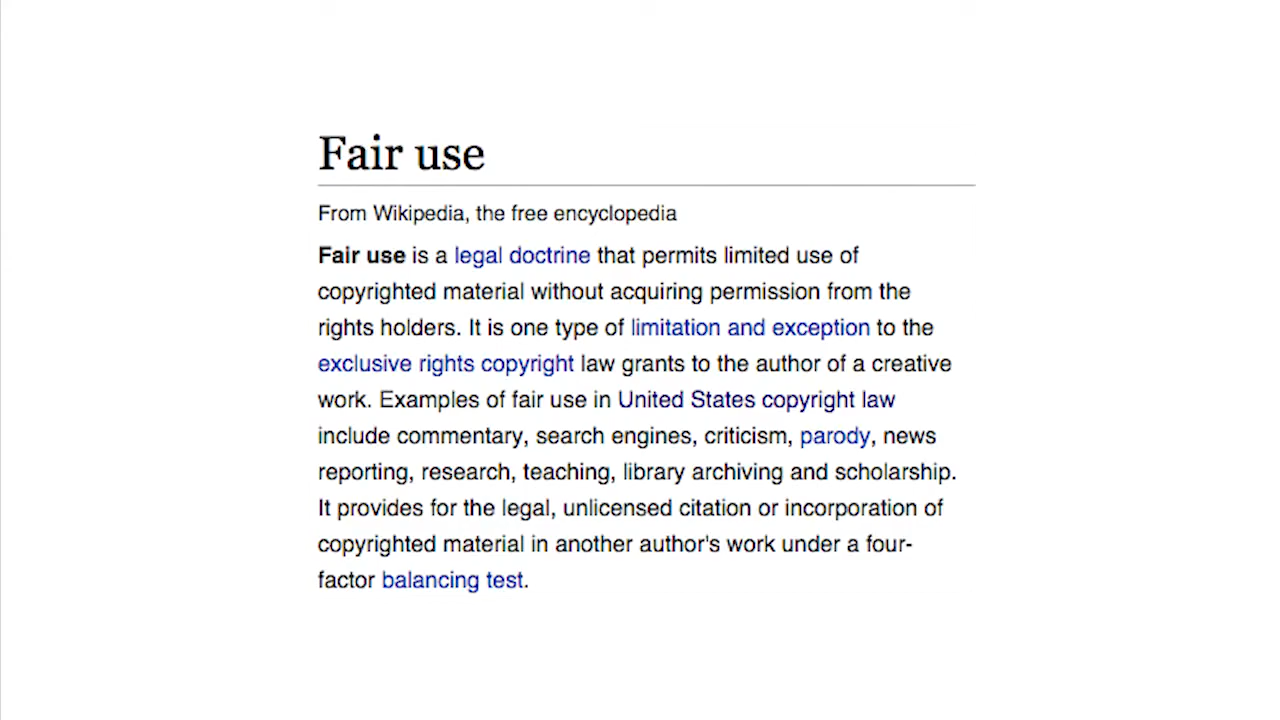 Fair use
From Wikipedia, the free encyclopedia
Fair use is a legal doctrine that permits limited use of
copyrighted material without acquiring permission from the
rights holders. It is one type of limitation and exception to the
exclusive rights copyright law grants to the author of a creative
work. Examples of fair use in United States copyright law
include commentary, search engines, criticism, parody, news
reporting, research, teaching, library archiving and scholarship.
It provides for the legal, unlicensed citation or incorporation of
copyrighted material in another author's work under a four-
factor balancing test.